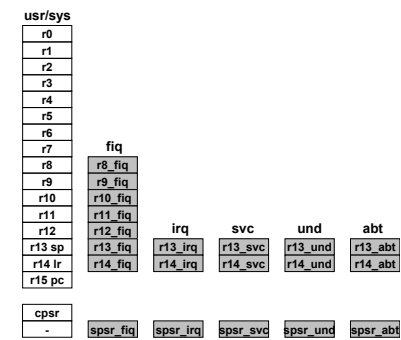 usr/sys
r0
r1
r2
r3
r4
r5
r6
r7 fiq
r8 r8_fiq
r9 r9_fiq
r10 r10_fiq
r11 r11_fiq
r12 r12_fiq irq svc und abt
r13 sp r13_fiq r13_irq r13_svc r13_und r13_abt
r14 lr r14_fiq r14_irq r14_svc r14_und r14_abt
r15 pc
cpsr
- spsr_fiq spsr_irq spsr_svc spsr_und spsr_abt